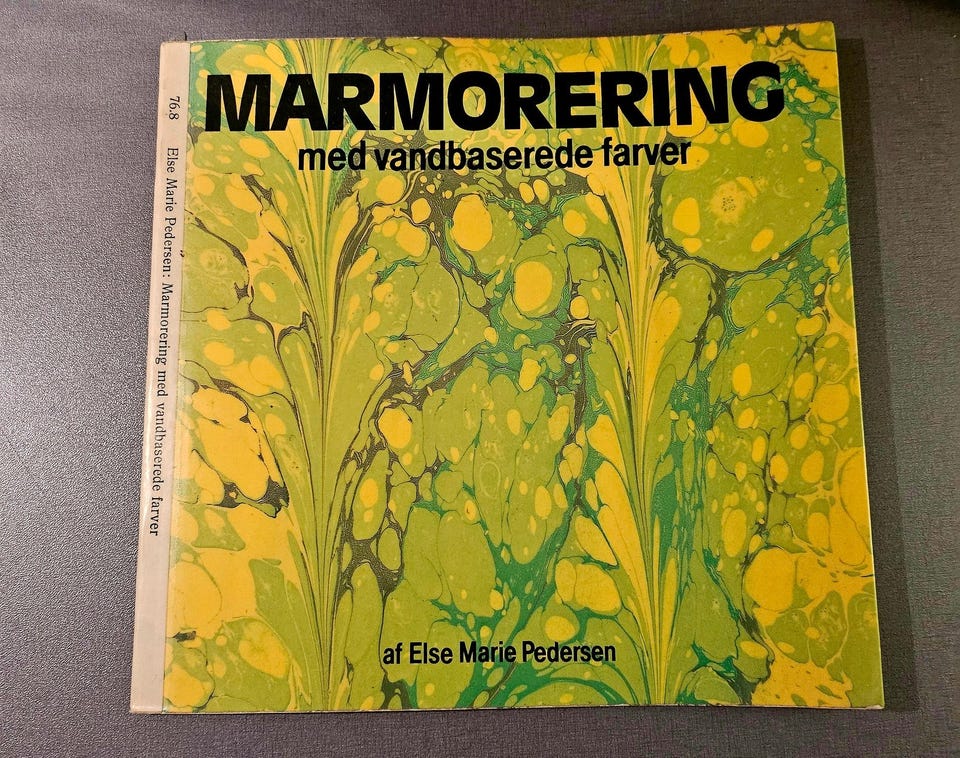 MARMORERING
med vandbaserede farver
af Else Marie Pedersen
76.8 Else Marie Pedersen: Marmorering med vandbaserede farver